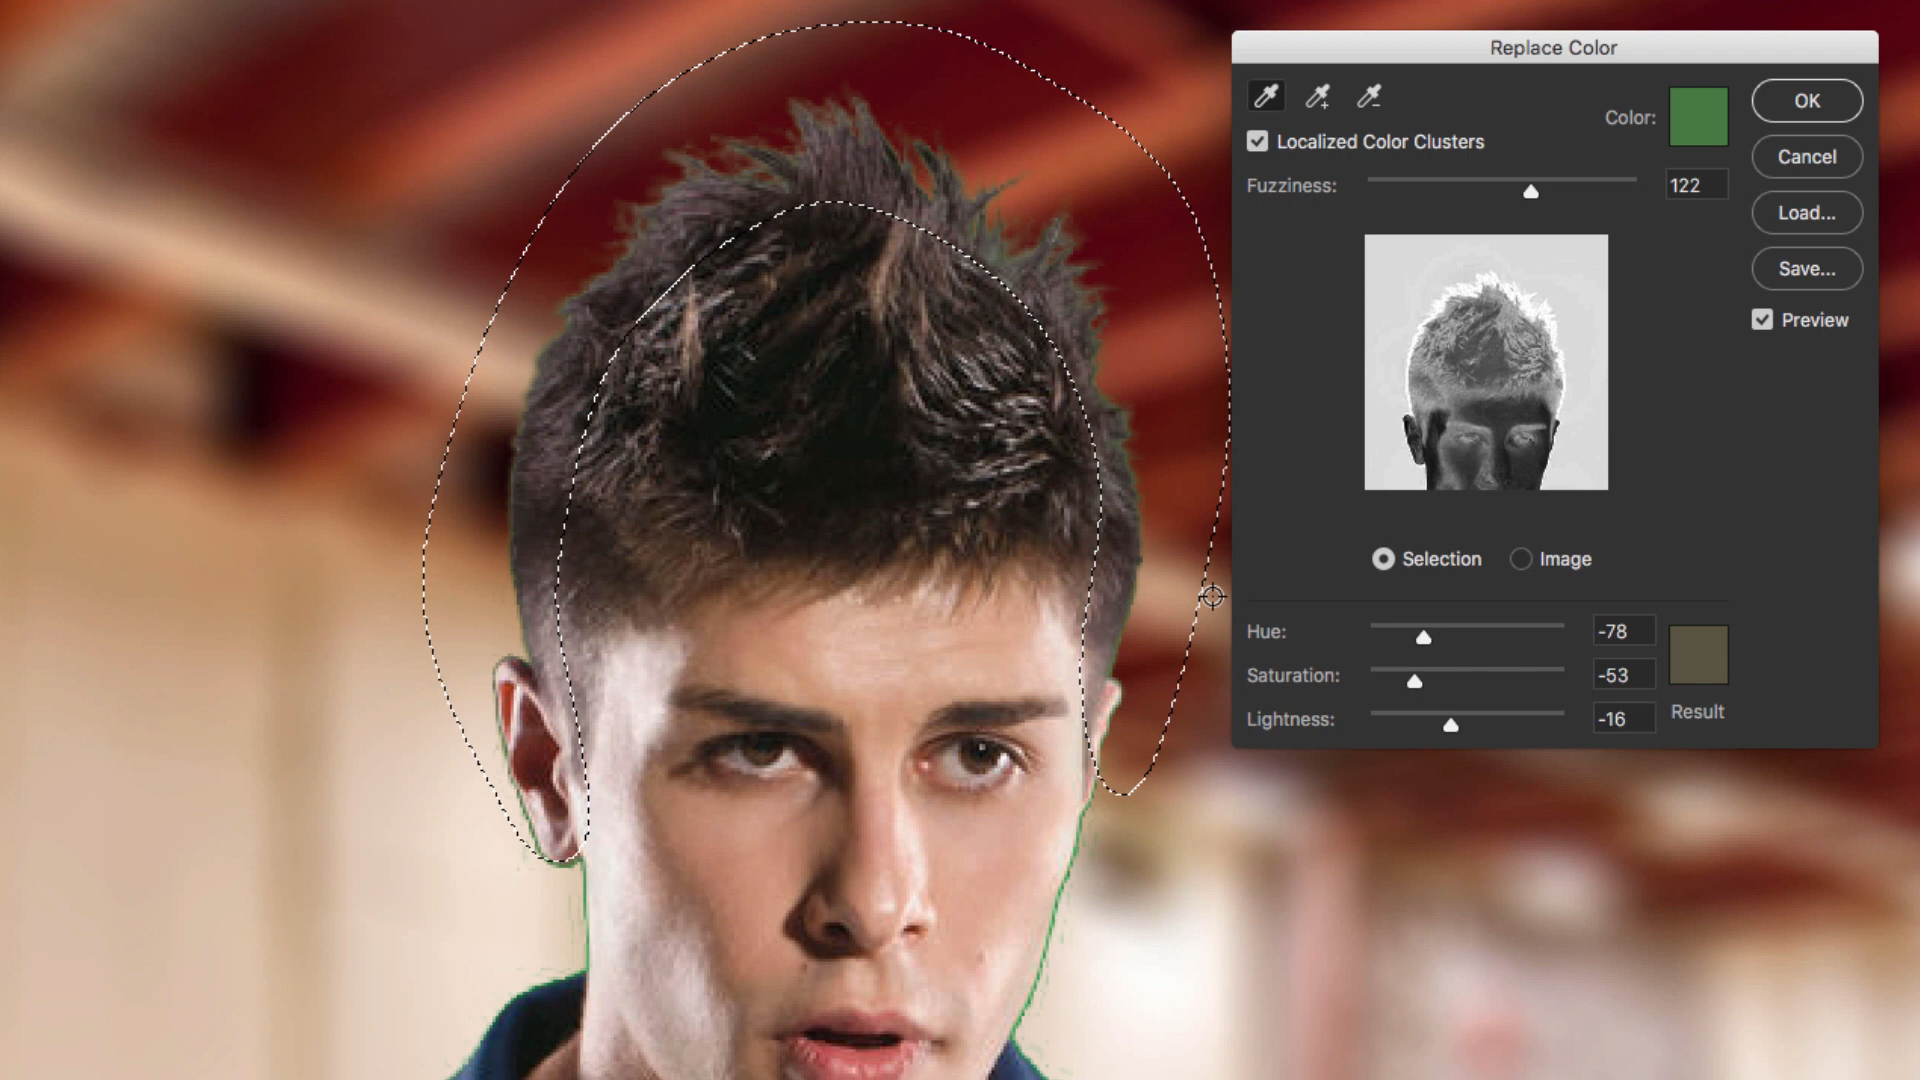 Replace Color
Color:
OK
Localized Color Clusters
Cancel
Fuzziness:
122
Load...
Save...
Preview
Selection
Image
Hue:
-78
Saturation:
-53
Result
Lightness:
-16